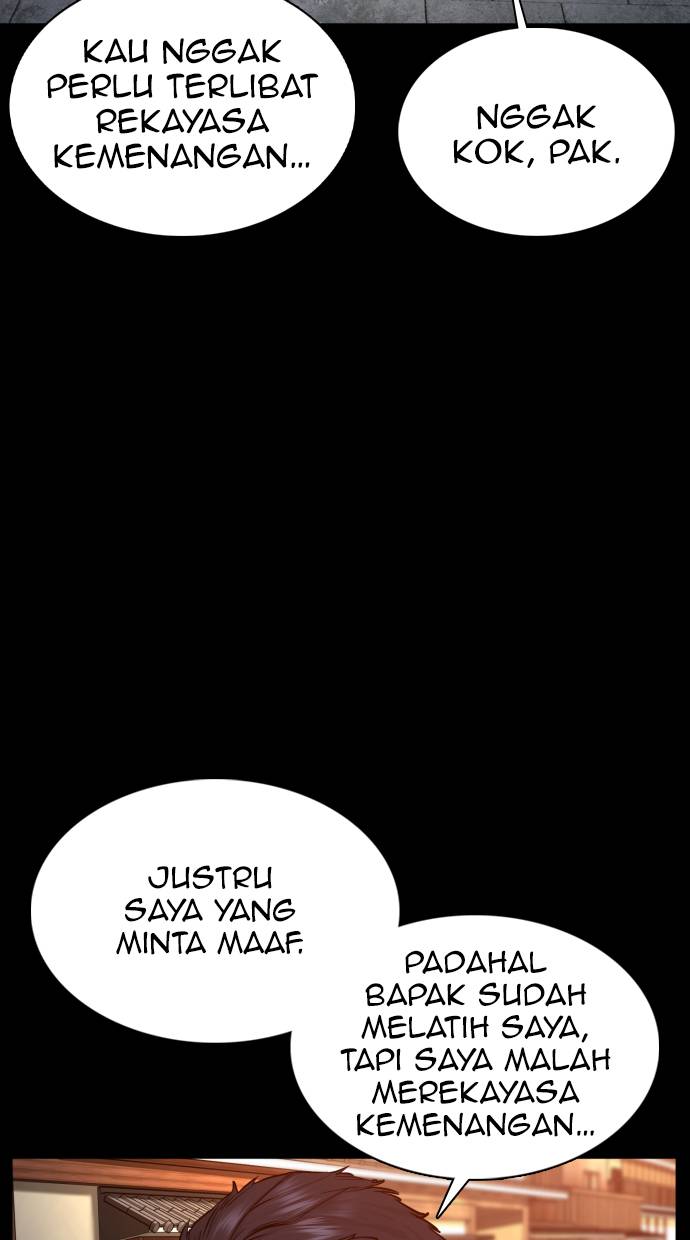 KAU NGGAK
PERLU TERLIBAT
REKAYASA
KEMENANGAN...
NGGAK
KOK, PAK.
JUSTRU
SAYA YANG
MINTA MAAF.
PADAHAL
BAPAK SUDAH
MELATIH SAYA,
TAPI SAYA MALAH
MEREKAYASA
KEMENANGAN...